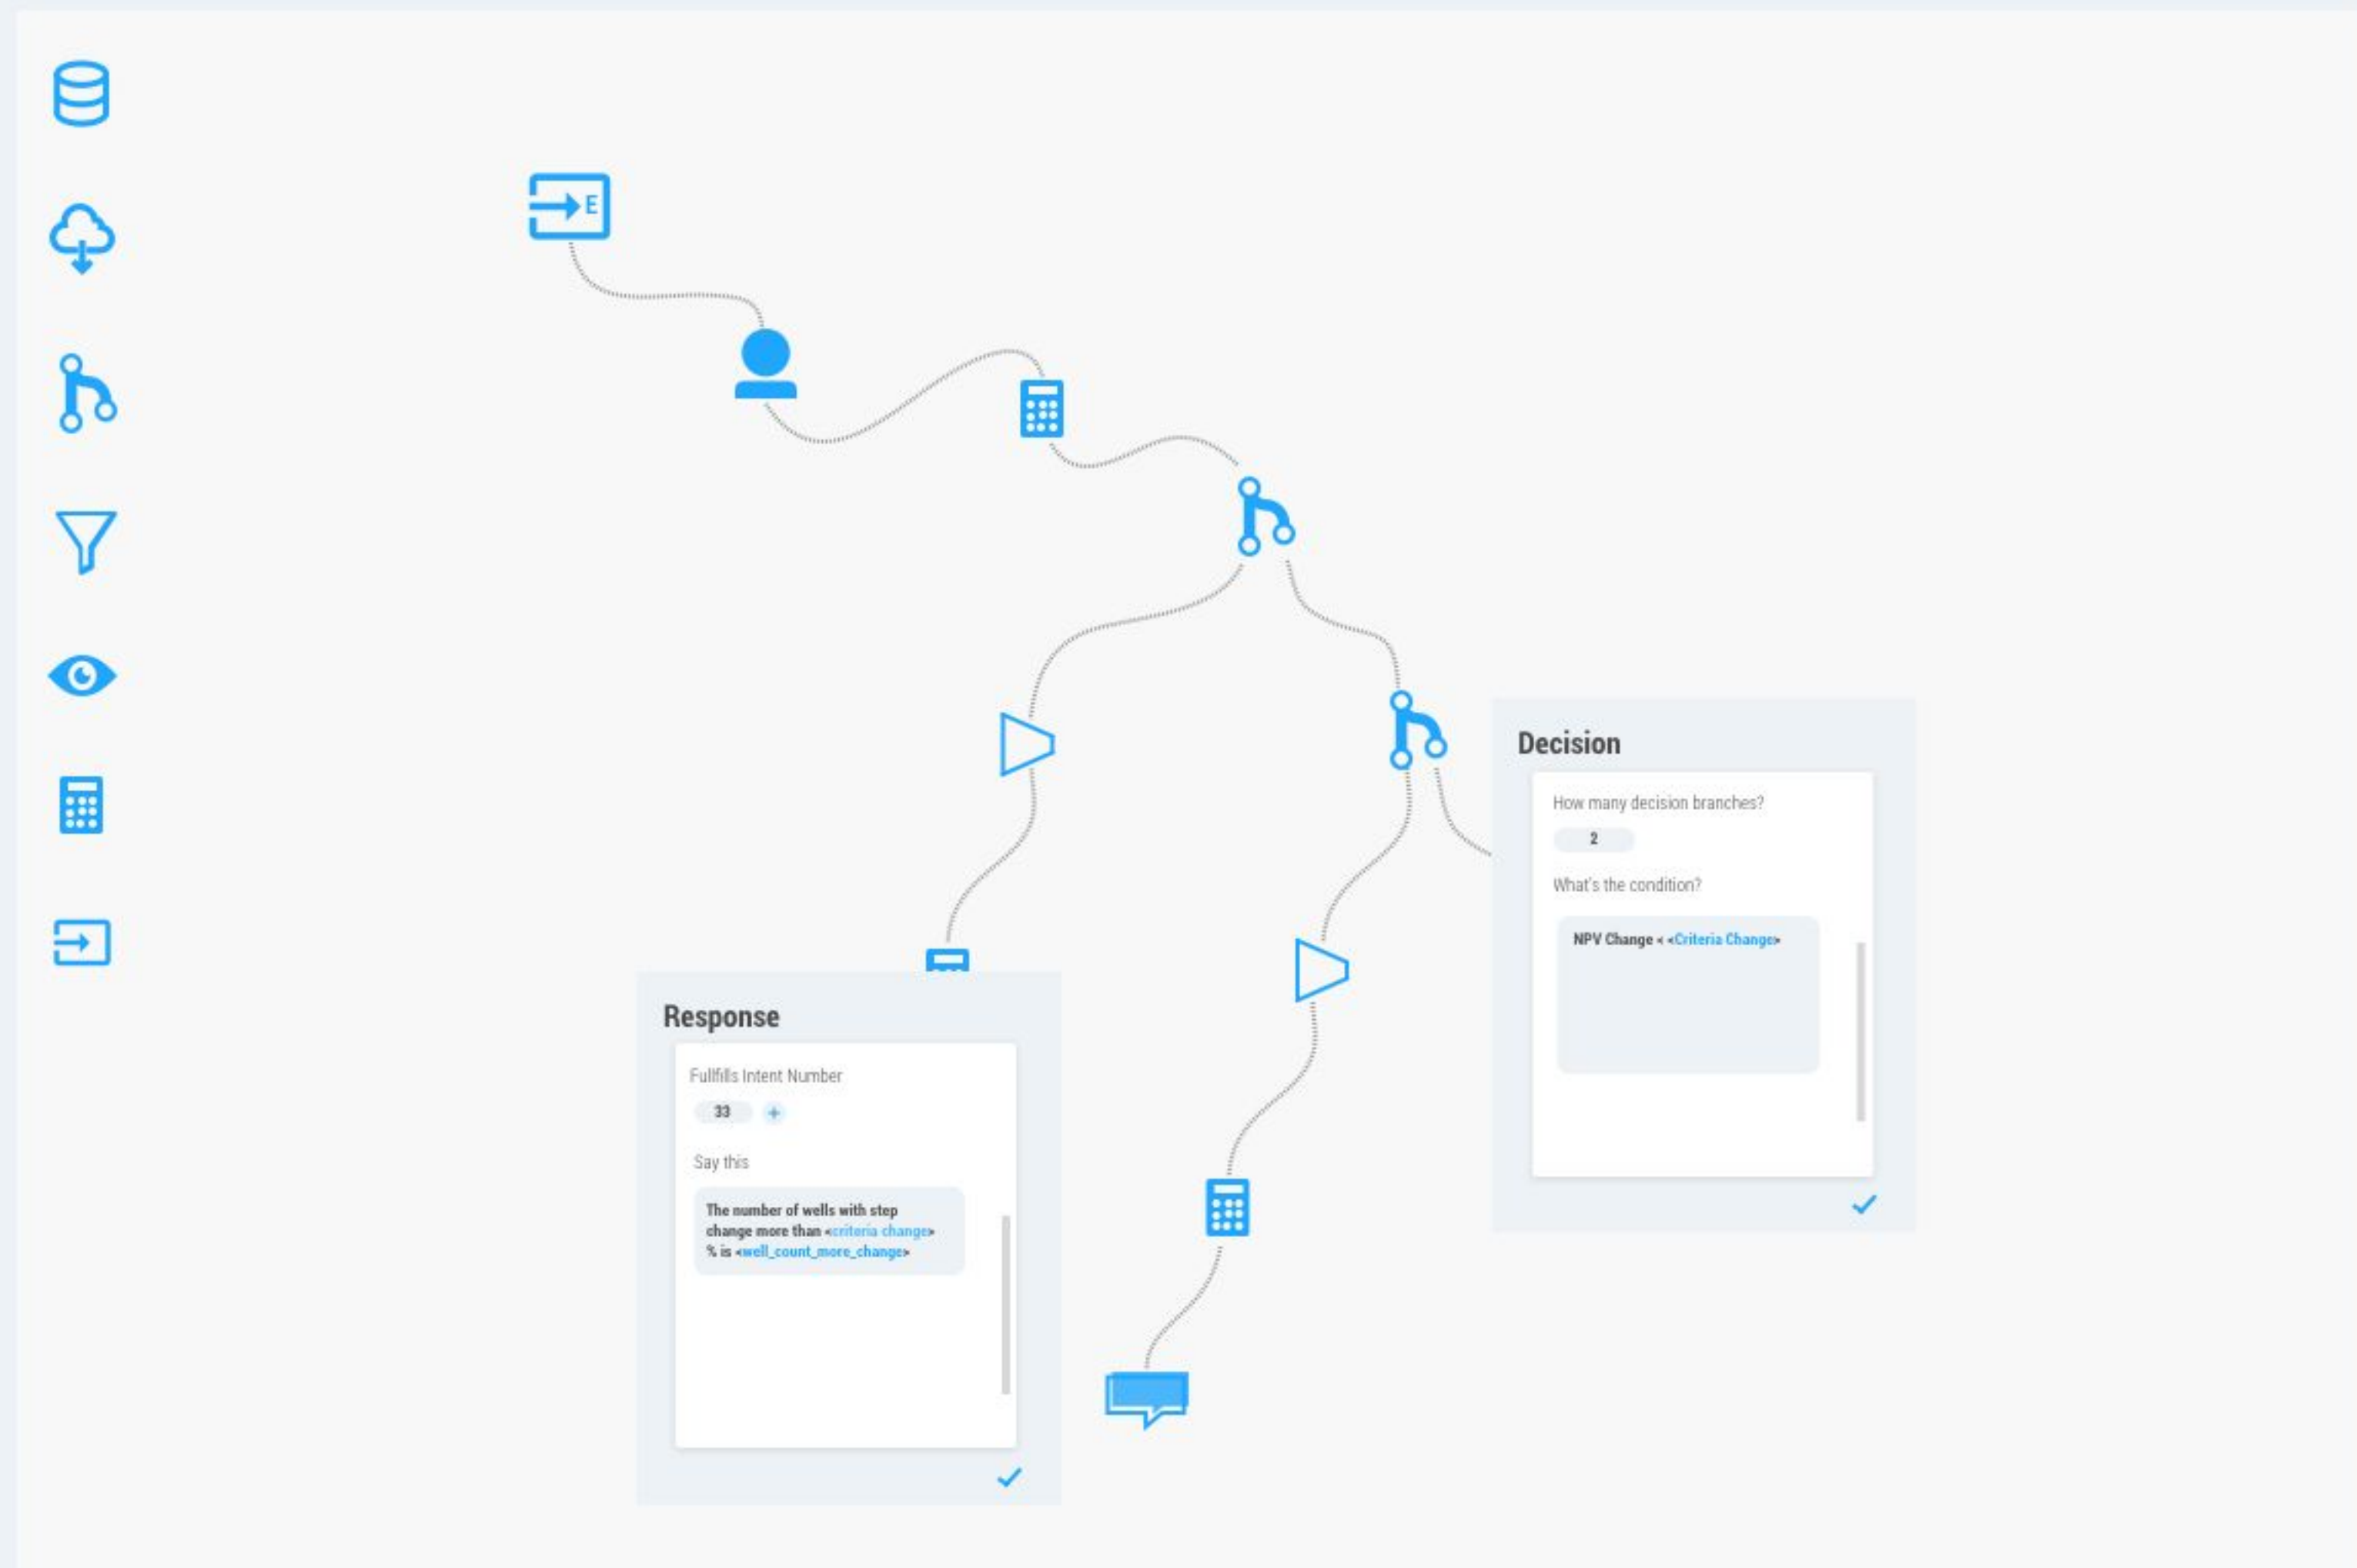 E
Decision
How many decision branches?
2
What's the condition?
NPV Change < <Criteria Change>
Response
Fullfills Intent Number
33 +
Say this
The number of wells with step
change more than <criteria change>
% is <well_count_more_change>